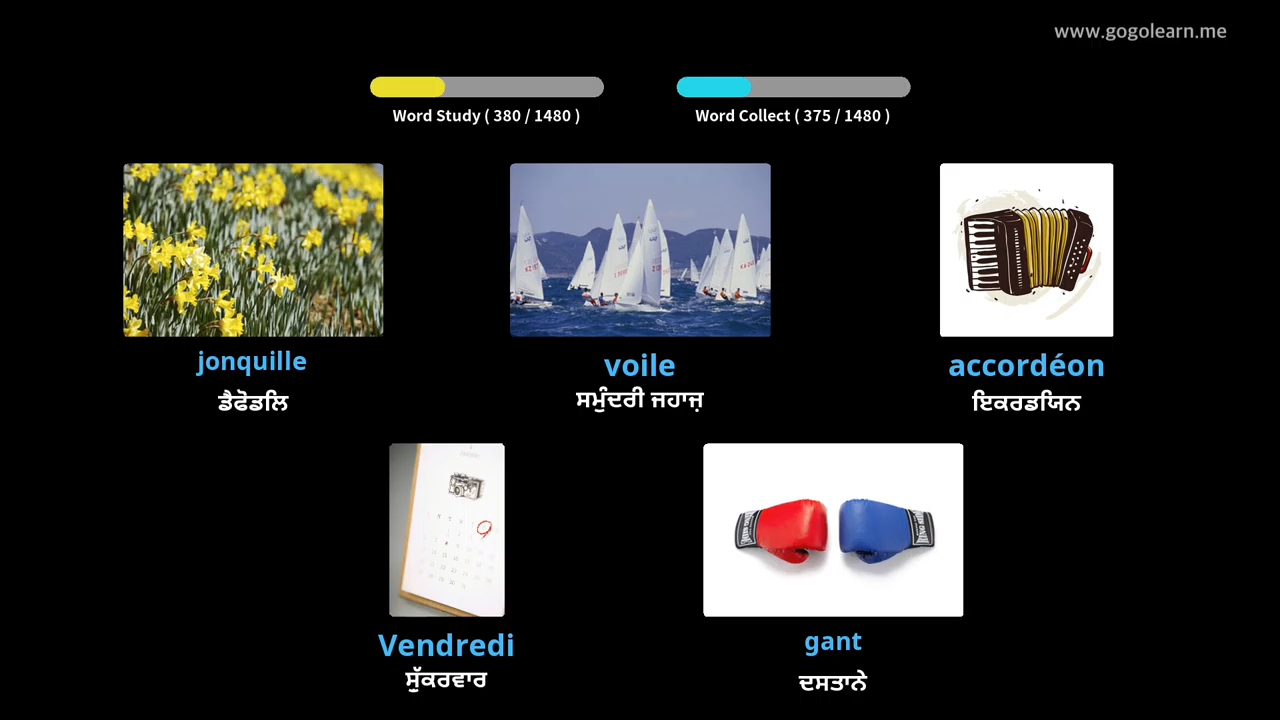 www.gogolearn.me
Word Study ( 380 / 1480 )
Word Collect ( 375 / 1480 )
jonquille
ਡੈਫੋਡਲਿ
voile
ਸਮੁੰਦਰੀ ਜਹਾਜ਼
accordéon
ਇਕਰਡਯਿਨ
Vendredi
ਸ਼ੁੱਕਰਵਾਰ
gant
ਦਸਤਾਨੇ